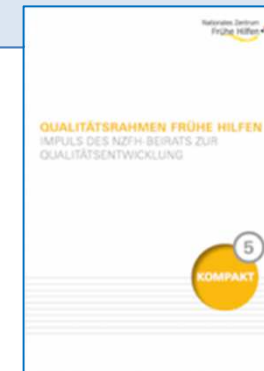 Nationales Zentrum
Frühe Hilfen
QUALITÄTSRAHMEN FRÜHE HILFEN
IMPULS DES NZFH-BEIRATS ZUR
QUALITÄTSENTWICKLUNG
5
KOMPAKT